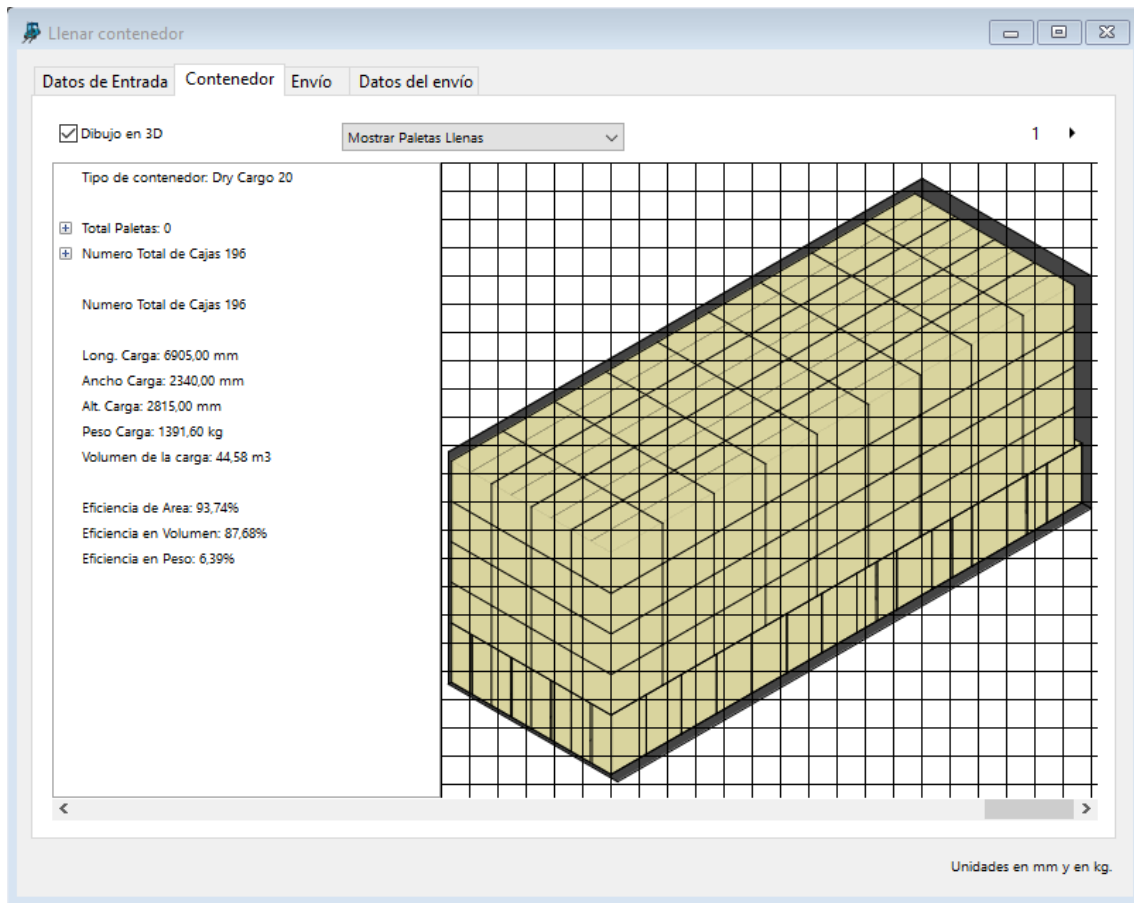 Llenar contenedor
Datos de Entrada Contenedor Envío Datos del envío
Dibujo en 3D Mostrar Paletas Llenas 1
Tipo de contenedor: Dry Cargo 20
Total Paletas: 0
Numero Total de Cajas 196
Numero Total de Cajas 196
Long. Carga: 6905,00 mm
Ancho Carga: 2340,00 mm
Alt. Carga: 2815,00 mm
Peso Carga: 1391,60 kg
Volumen de la carga: 44,58 m3
Eficiencia de Area: 93,74%
Eficiencia en Volumen: 87,68%
Eficiencia en Peso: 6,39%
Unidades en mm y en kg.